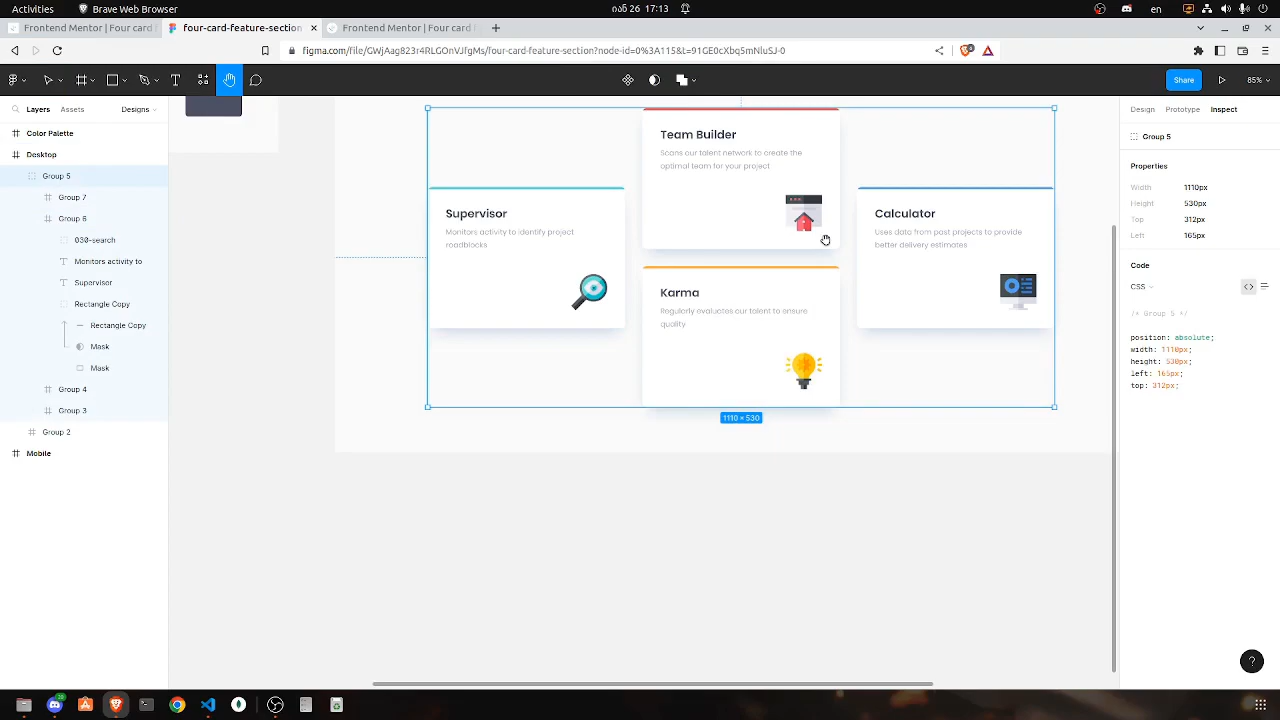 Activities
Brave Web Browser
ոօձ 26 17:13
en
Frontend Mentor | Four card
four-card-feature-section
Frontend Mentor | Four card
figma.com/file/GWjAag823r4RLGOnVJfgMs/four-card-feature-section?node-id=0%3A115&t=91GE0cXbq5mNluSJ-0
Share
85%
Layers
Assets
Designs
Color Palette
Desktop
Group 5
Group 7
Group 6
030-search
Monitors activity to
Supervisor
Rectangle Copy
Rectangle Copy
Mask
Mask
Group 4
Group 3
Group 2
Mobile
Team Builder
Scans our talent network to create the
optimal team for your project
Supervisor
Monitors activity to identify project
roadblocks
Calculator
Uses data from past projects to provide
better delivery estimates
Karma
Regularly evaluates our talent to ensure
quality
1110 × 530
Design
Prototype
Inspect
Group 5
Properties
Width 1110px
Height 530px
Top 312px
Left 165px
Code
CSS
/* Group 5 */
position: absolute;
width: 1110px;
height: 530px;
left: 165px;
top: 312px;
?